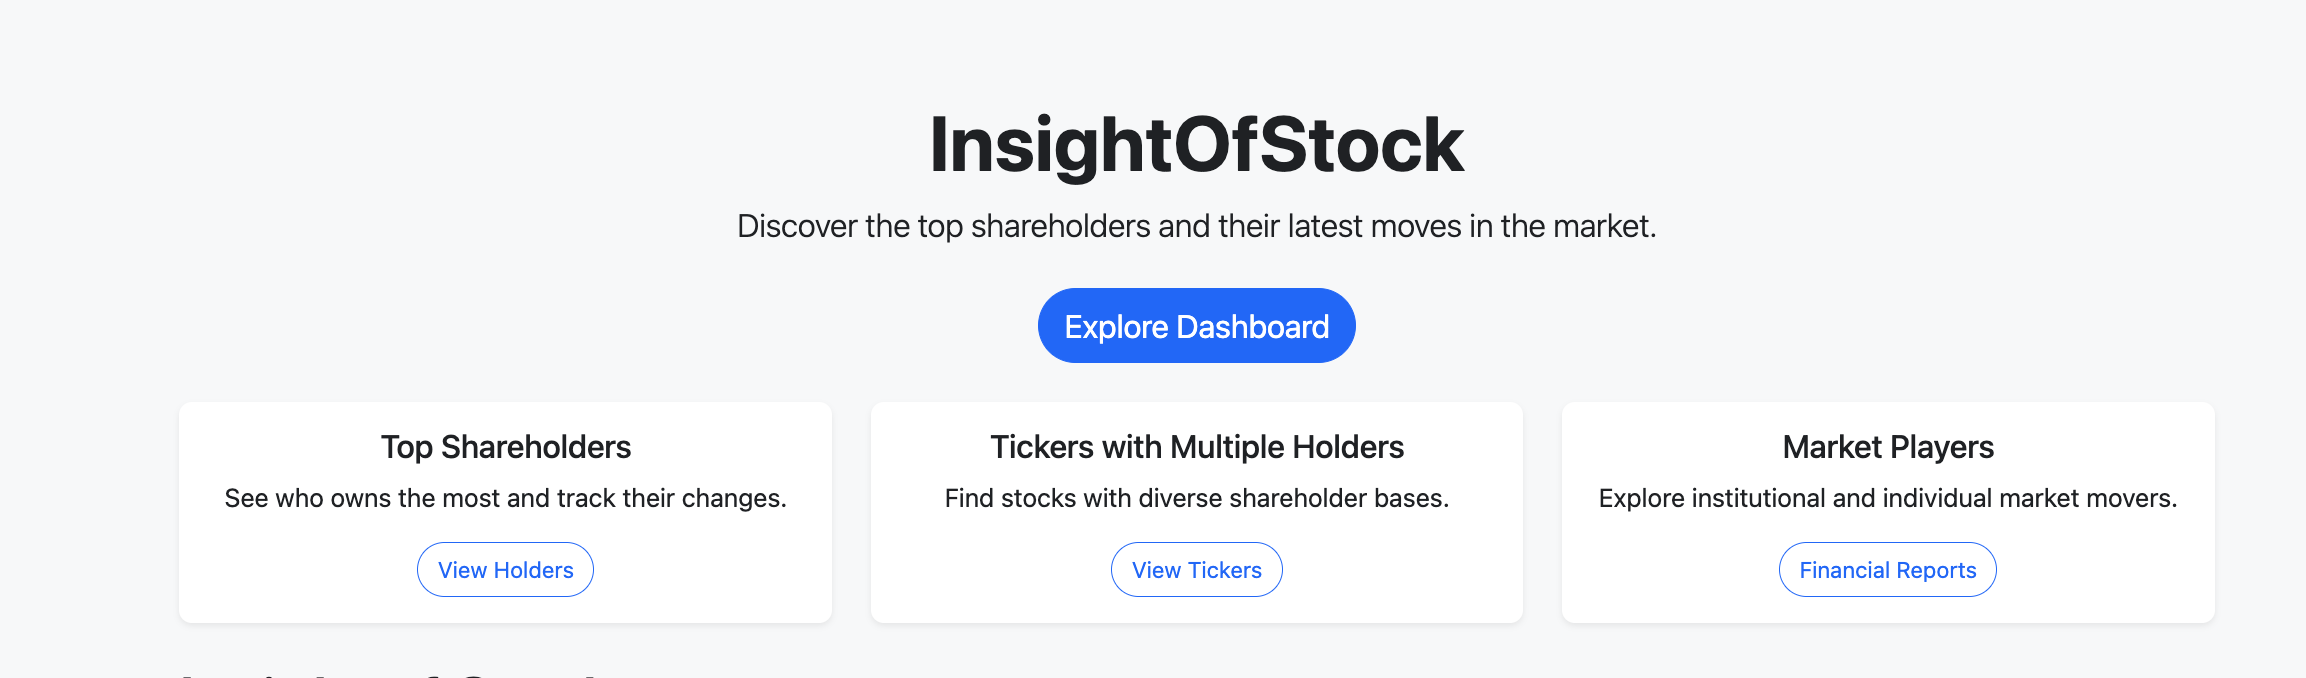 InsightOfStock
Discover the top shareholders and their latest moves in the market.
Explore Dashboard
Top Shareholders
See who owns the most and track their changes.
View Holders
Tickers with Multiple Holders
Find stocks with diverse shareholder bases.
View Tickers
Market Players
Explore institutional and individual market movers.
Financial Reports